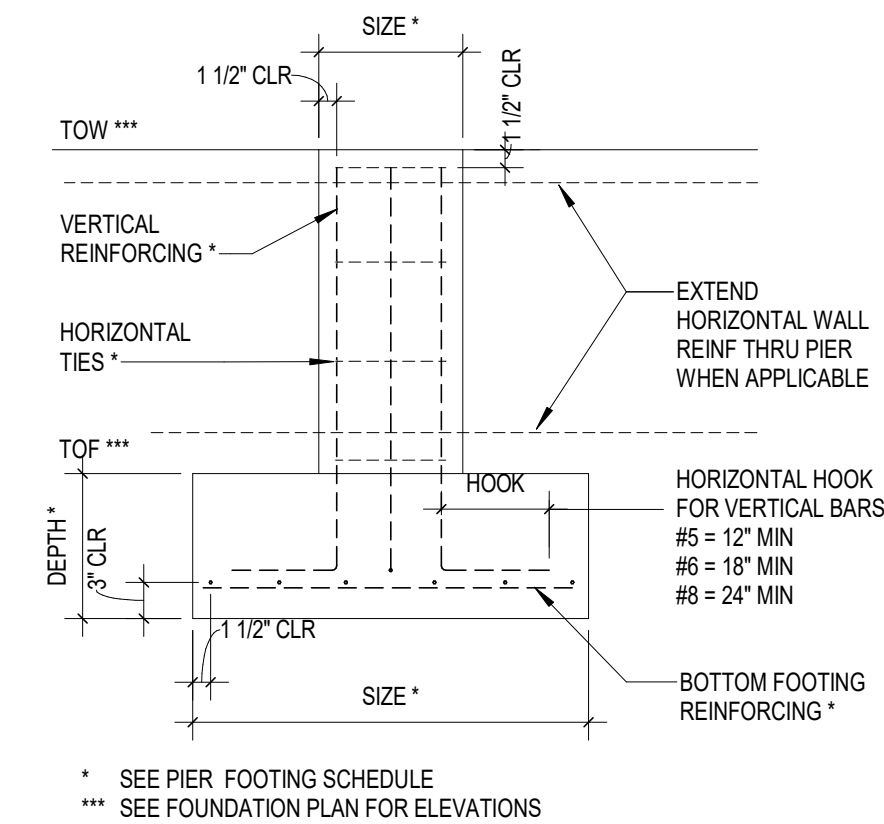 SIZE *
1 1/2" CLR
1 1/2" CLR
TOW ***
VERTICAL
REINFORCING *
EXTEND
HORIZONTAL WALL
REINF THRU PIER
WHEN APPLICABLE
HORIZONTAL
TIES *
TOF ***
HOOK
HORIZONTAL HOOK
FOR VERTICAL BARS
#5 = 12" MIN
#6 = 18" MIN
#8 = 24" MIN
DEPTH *
3" CLR
1 1/2" CLR
SIZE *
BOTTOM FOOTING
REINFORCING *
* SEE PIER FOOTING SCHEDULE
*** SEE FOUNDATION PLAN FOR ELEVATIONS